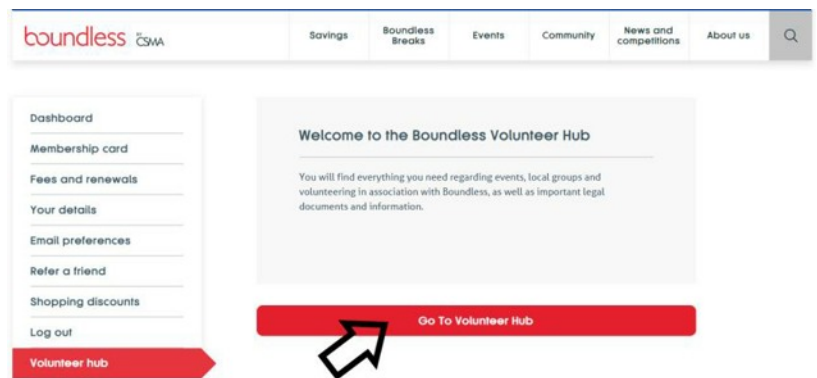 boundless BY CSMA
Savings
Boundless
Breaks
Events
Community
News and
competitions
About us
Dashboard
Membership card
Fees and renewals
Your details
Email preferences
Refer a friend
Shopping discounts
Log out
Volunteer hub
Welcome to the Boundless Volunteer Hub
You will find everything you need regarding events, local groups and
volunteering in association with Boundless, as well as important legal
documents and information.
Go To Volunteer Hub